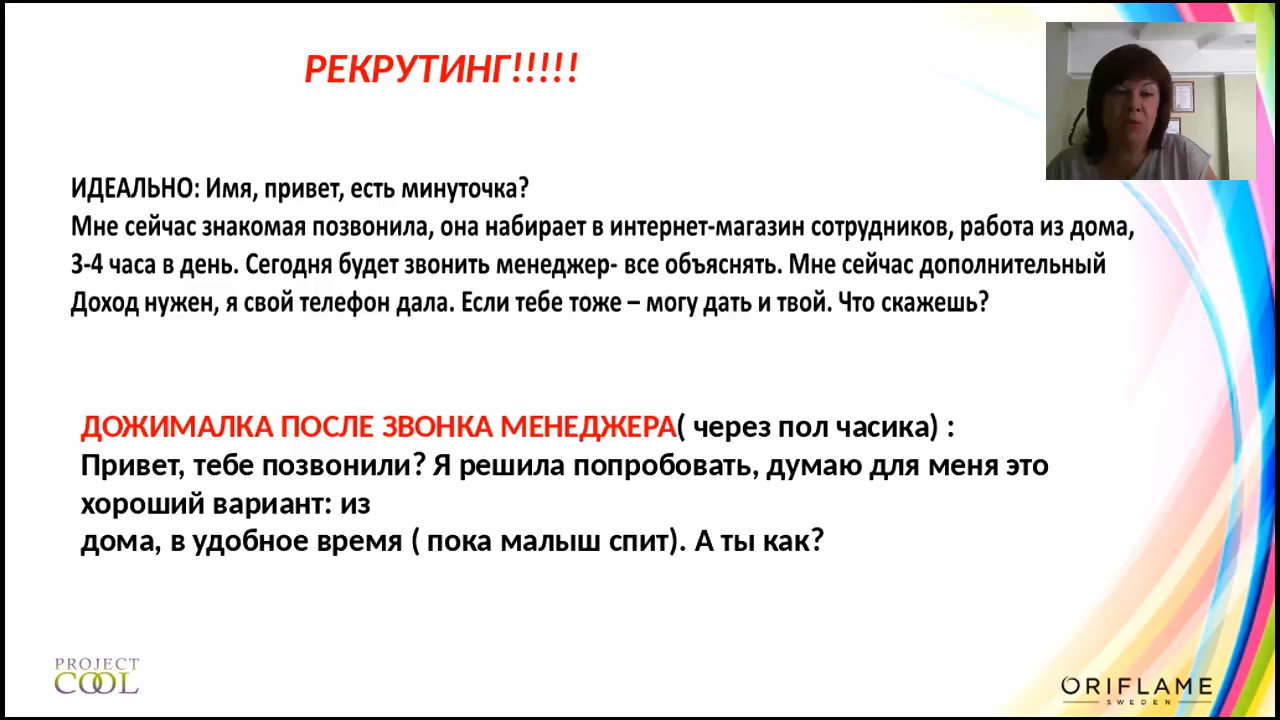 РЕКРУТИНГ!!!!!
ИДЕАЛЬНО: Имя, привет, есть минуточка?
Мне сейчас знакомая позвонила, она набирает в интернет-магазин сотрудников, работа из дома,
3-4 часа в день. Сегодня будет звонить менеджер- все объяснять. Мне сейчас дополнительный
Доход нужен, я свой телефон дала. Если тебе тоже – могу дать и твой. Что скажешь?
ДОЖИМАЛКА ПОСЛЕ ЗВОНКА МЕНЕДЖЕРА( через пол часика) :
Привет, тебе позвонили? Я решила попробовать, думаю для меня это
хороший вариант: из
дома, в удобное время ( пока малыш спит). А ты как?
PROJECT
COOL
ORIFLAME
SWEDEN